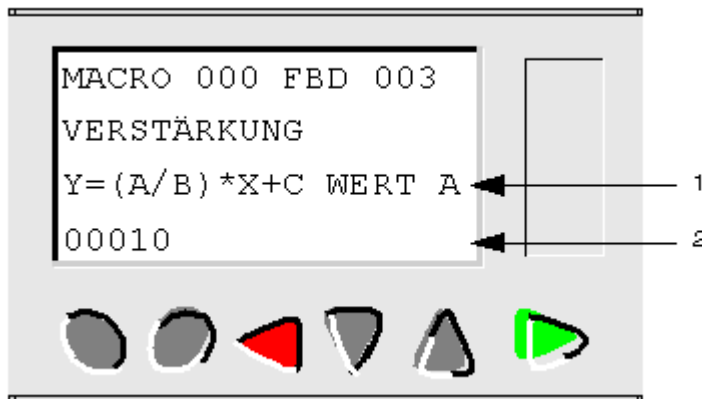 MACRO 000 FBD 003
VERSTÄRKUNG
Y=(A/B)*X+C WERT A
1
00010
2